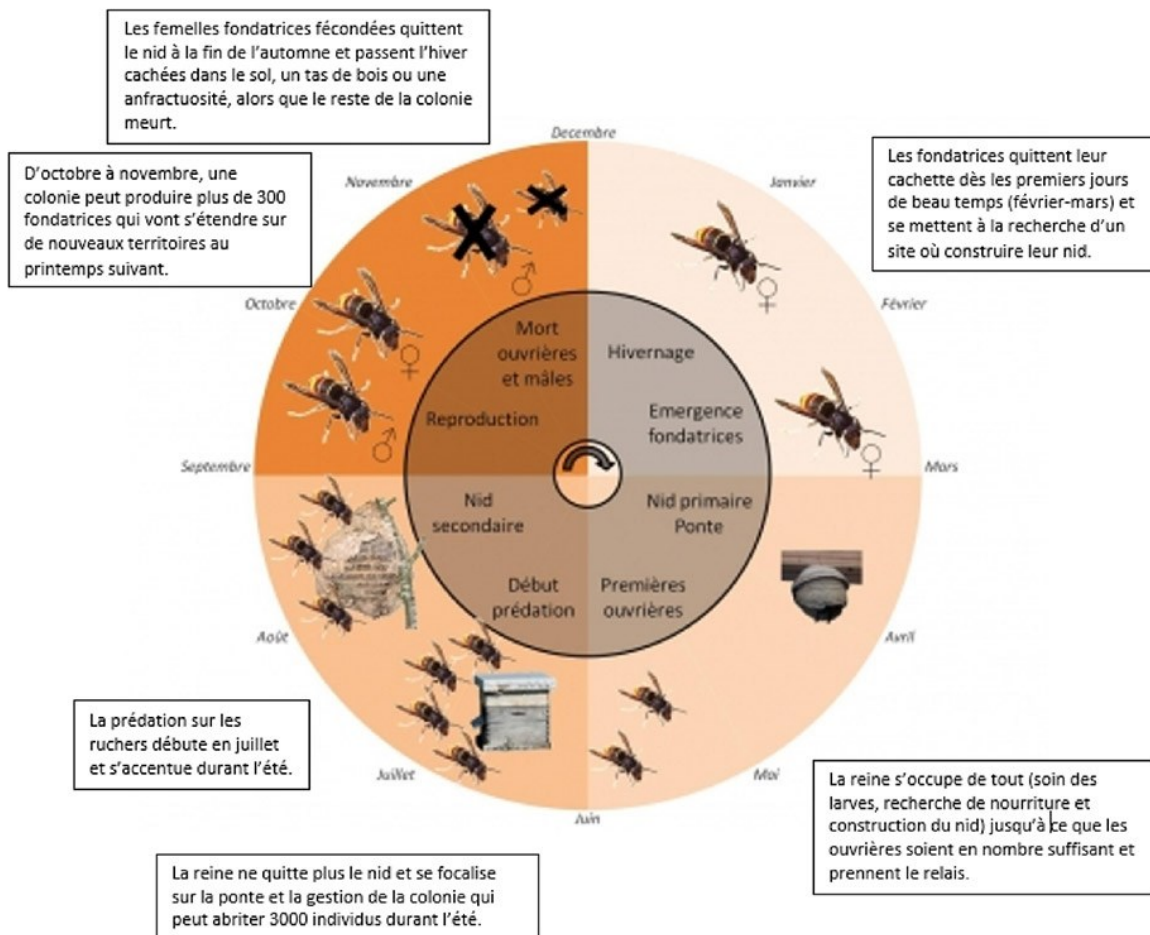 Les femelles fondatrices fécondées quittent
le nid à la fin de l'automne et passent l'hiver
cachées dans le sol, un tas de bois ou une
anfractuosité, alors que le reste de la colonie
meurt.
D'octobre à novembre, une
colonie peut produire plus de 300
fondatrices qui vont s'étendre sur
de nouveaux territoires au
printemps suivant.
Les fondatrices quittent leur
cachette dès les premiers jours
de beau temps (février-mars) et
se mettent à la recherche d'un
site où construire leur nid.
Decembre
Janvier
Février
Mars
Avril
Mai
Juin
Juillet
Août
Septembre
Octobre
Novembre
Mort
ouvrières
et mâles
Hivernage
Reproduction
Emergence
fondatrices
Nid
secondaire
Nid primaire
Ponte
Début
prédation
Premières
ouvrières
La prédation sur les
ruchers débute en juillet
et s'accentue durant l'été.
La reine s'occupe de tout (soin des
larves, recherche de nourriture et
construction du nid) jusqu'à ce que les
ouvrières soient en nombre suffisant et
prennent le relais.
La reine ne quitte plus le nid et se focalise
sur la ponte et la gestion de la colonie qui
peut abriter 3000 individus durant l'été.